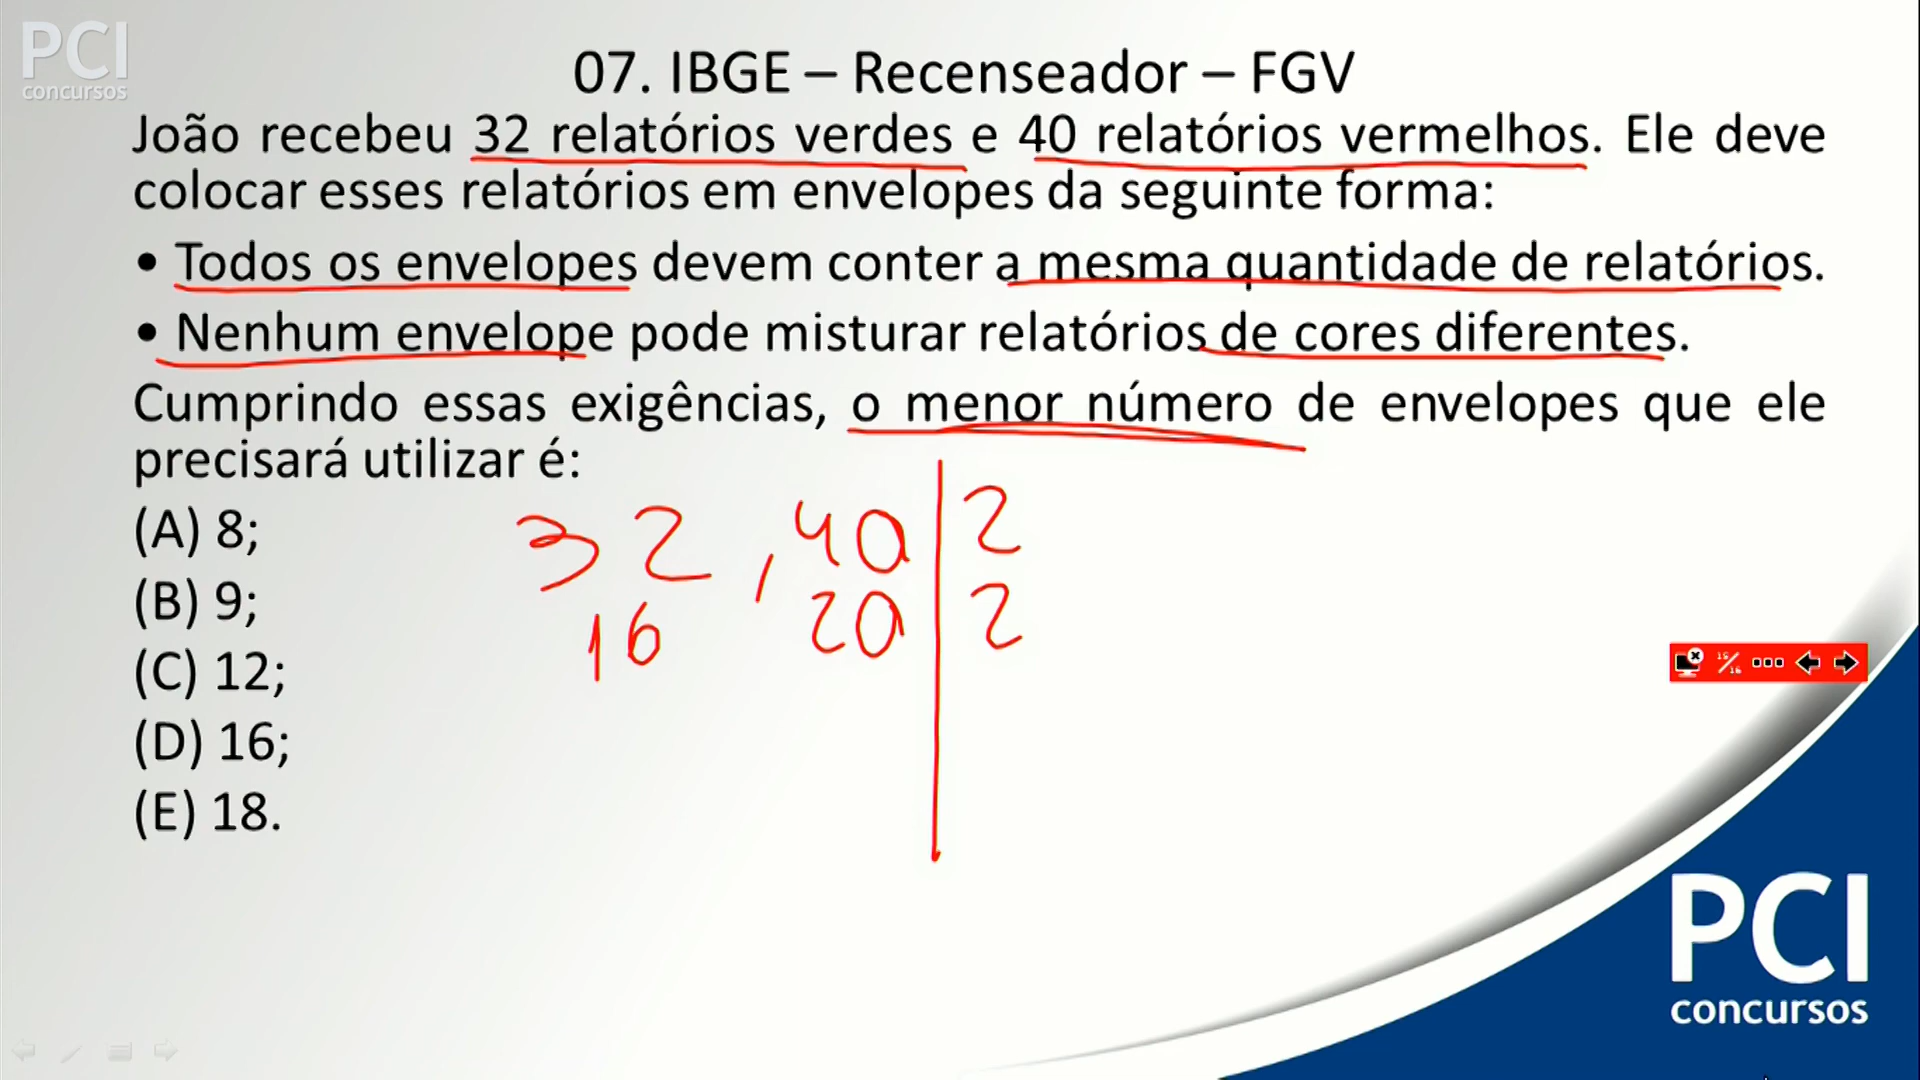 PCI
concursos
07. IBGE – Recenseador – FGV
João recebeu 32 relatórios verdes e 40 relatórios vermelhos. Ele deve
colocar esses relatórios em envelopes da seguinte forma:
• Todos os envelopes devem conter a mesma quantidade de relatórios.
• Nenhum envelope pode misturar relatórios de cores diferentes.
Cumprindo essas exigências, o menor número de envelopes que ele
precisará utilizar é:
(A) 8;
(B) 9;
(C) 12;
(D) 16;
(E) 18.
32, 40 | 2
16 20 | 2
15/16
PCI
concursos